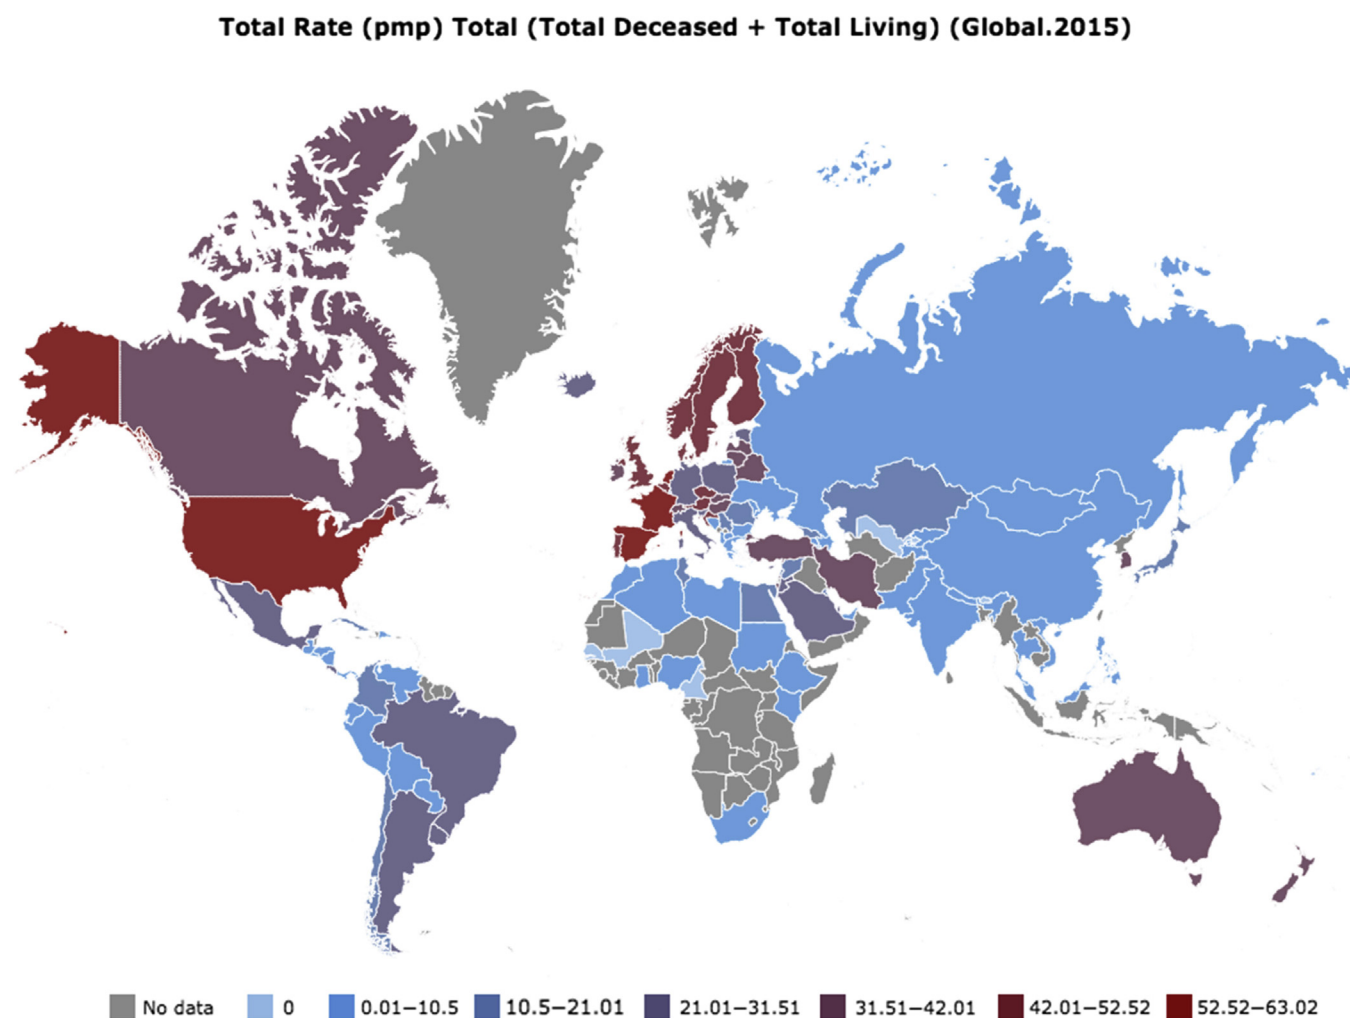 Total Rate (pmp) Total (Total Deceased + Total Living) (Global.2015)
No data 0 0.01−10.5 10.5−21.01 21.01−31.51 31.51−42.01 42.01−52.52 52.52−63.02